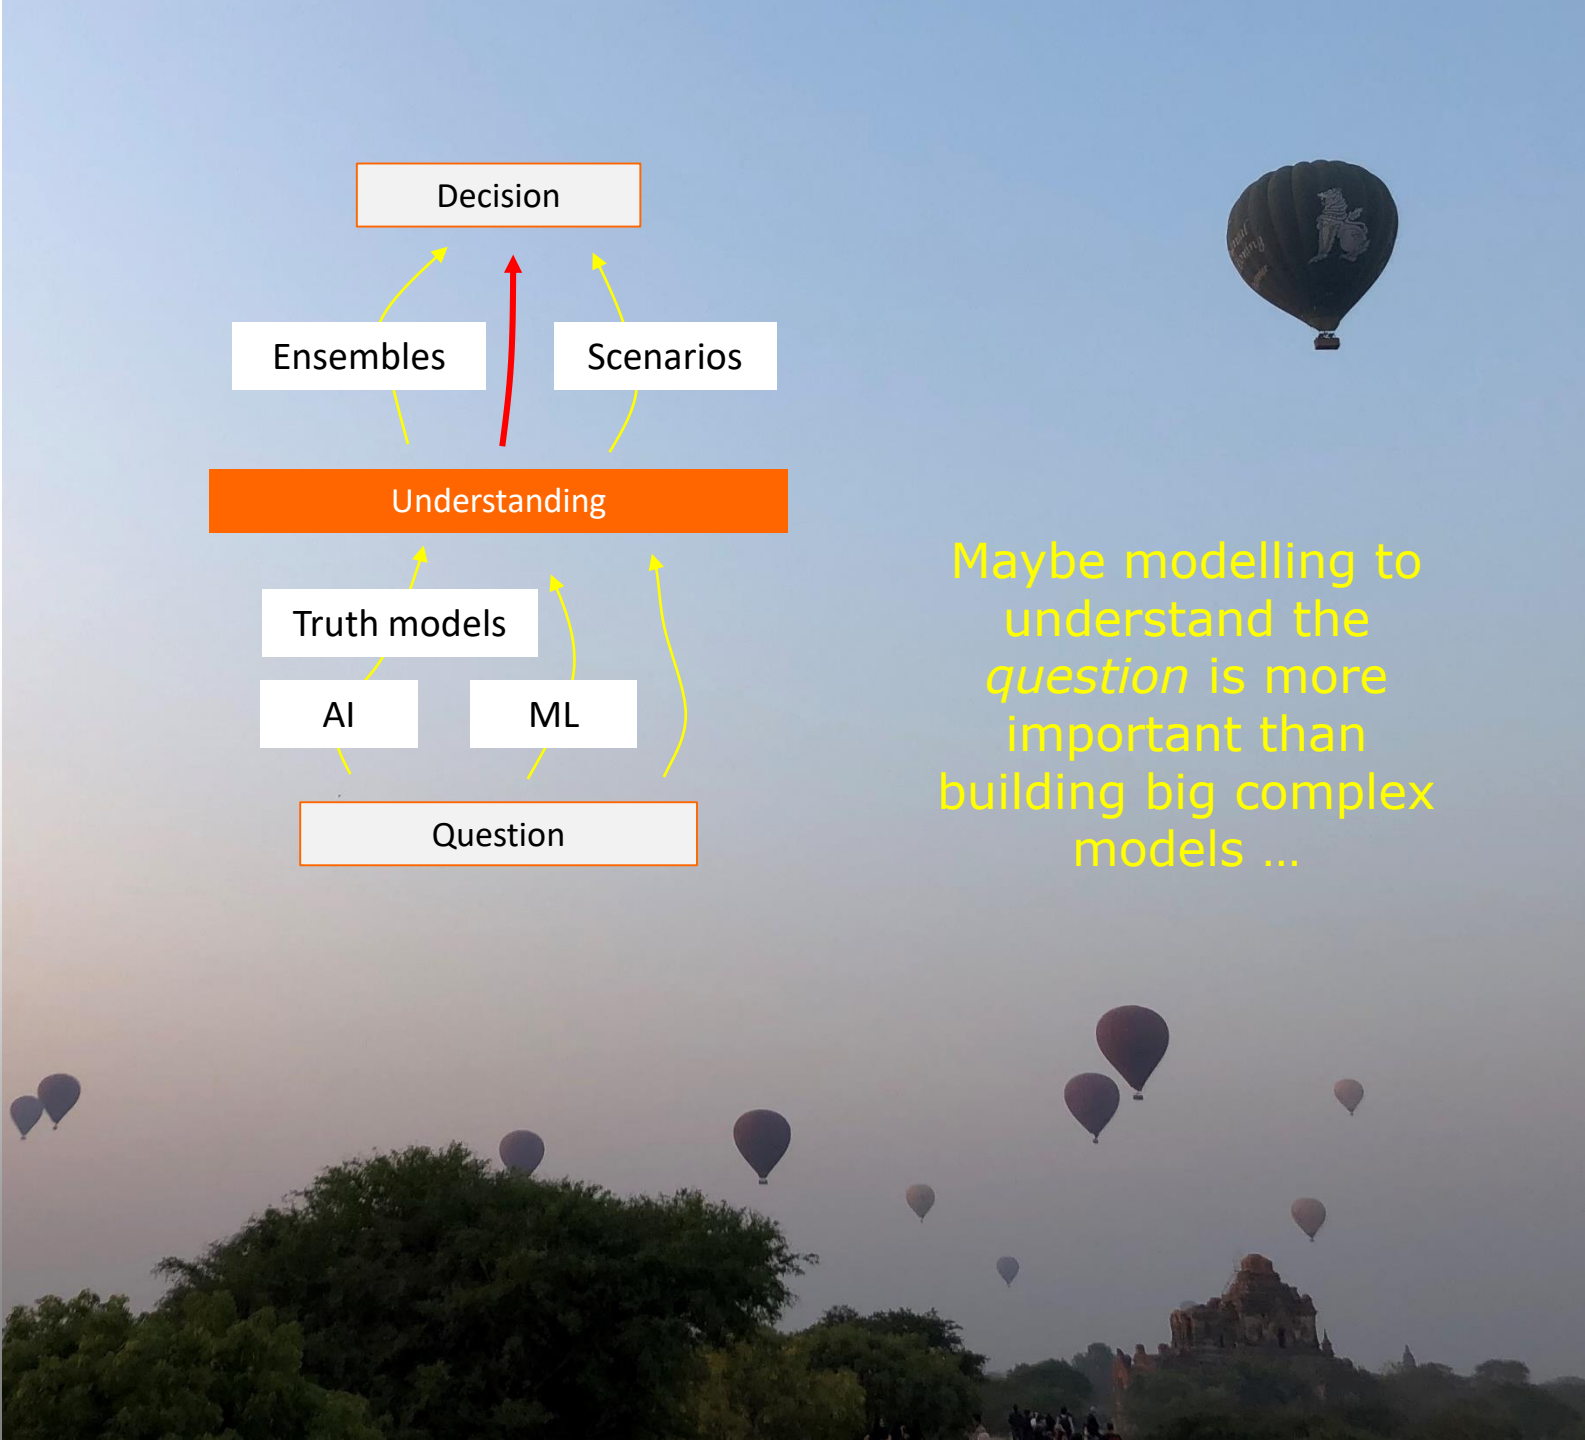 Decision
Ensembles
Scenarios
Understanding
Truth models
AI
ML
Question
Maybe modelling to
understand the
question is more
important than
building big complex
models …